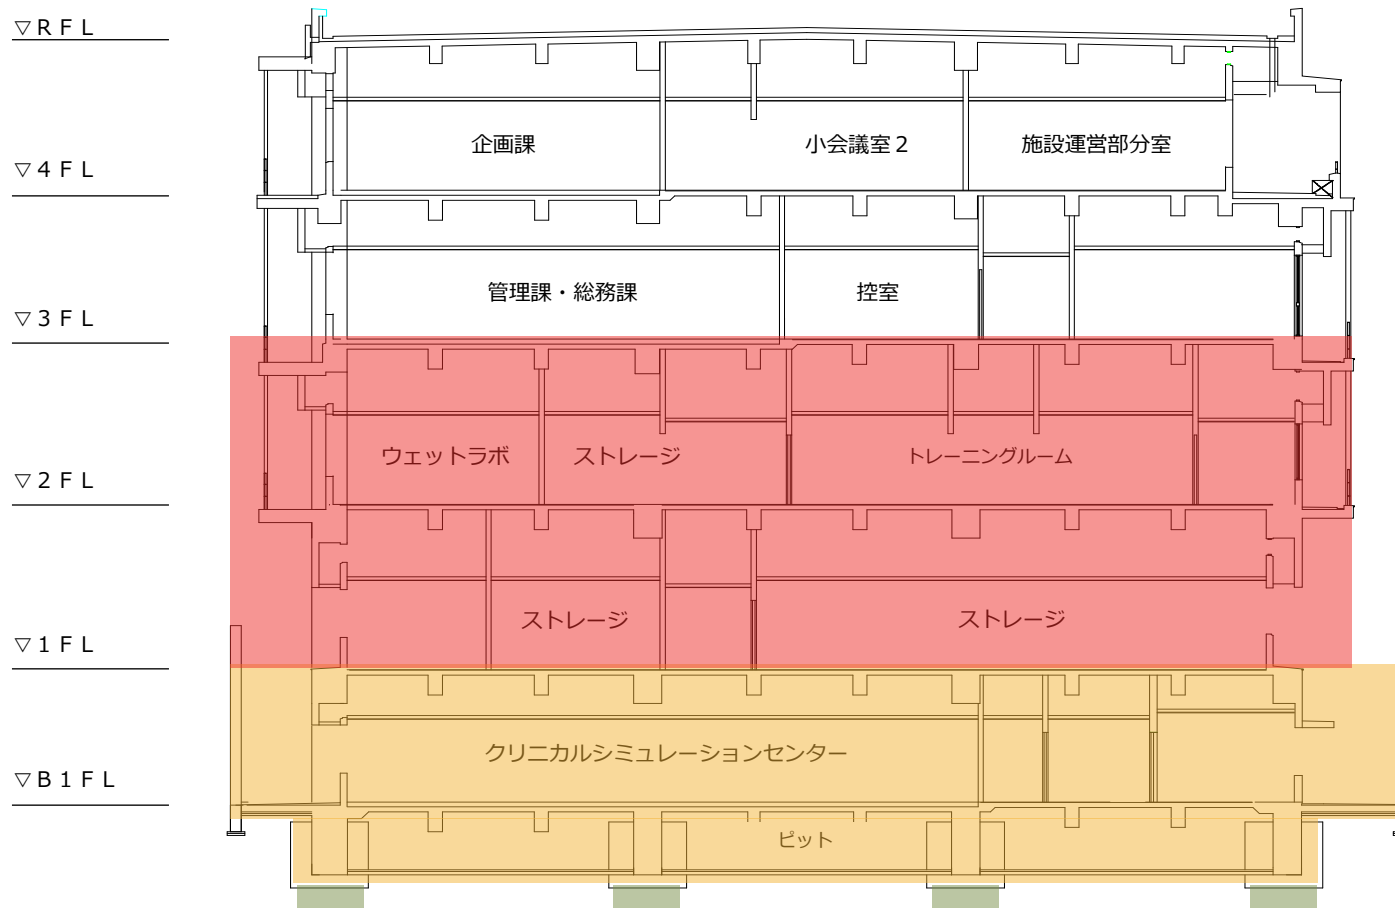 ▽ＲＦＬ
企画課
小会議室２
施設運営部分室
▽４ＦＬ
管理課・総務課
控室
▽３ＦＬ
ウェットラボ
ストレージ
トレーニングルーム
▽２ＦＬ
ストレージ
ストレージ
▽１ＦＬ
クリニカルシミュレーションセンター
▽Ｂ１ＦＬ
ピット